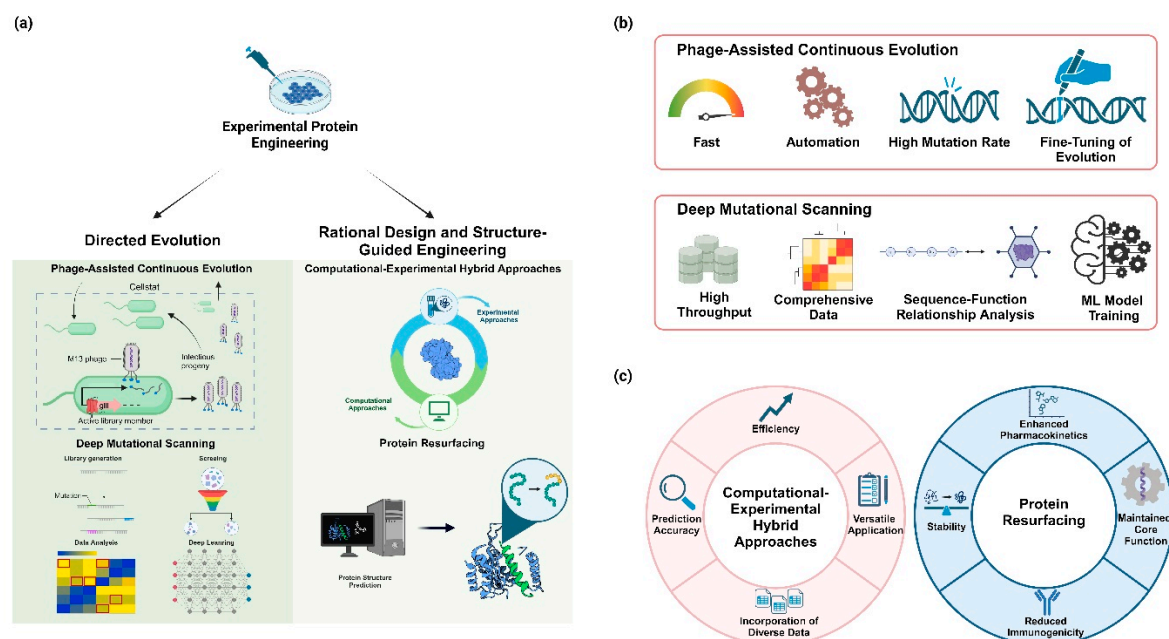 (a)
Experimental Protein
Engineering
Directed Evolution
Rational Design and Structure-
Guided Engineering
Phage-Assisted Continuous Evolution
Cellstat
M13 phage
Infectious
progeny
gIII
Active library member
Deep Mutational Scanning
Library generation
Screeing
Mutation
Data Analysis
Deep Learning
Computational-Experimental Hybrid Approaches
Experimental
Approaches
Computational
Approaches
Protein Resurfacing
Protein Structure
Prediction
(b)
Phage-Assisted Continuous Evolution
Fast
Automation
High Mutation Rate
Fine-Tuning of
Evolution
Deep Mutational Scanning
High
Throughput
Comprehensive
Data
Sequence-Function
Relationship Analysis
ML Model
Training
(c)
Efficiency
Prediction
Accuracy
Computational-
Experimental
Hybrid
Approaches
Versatile
Application
Incorporation of
Diverse Data
Enhanced
Pharmacokinetics
Stability
Protein
Resurfacing
Maintained
Core
Function
Reduced
Immunogenicity